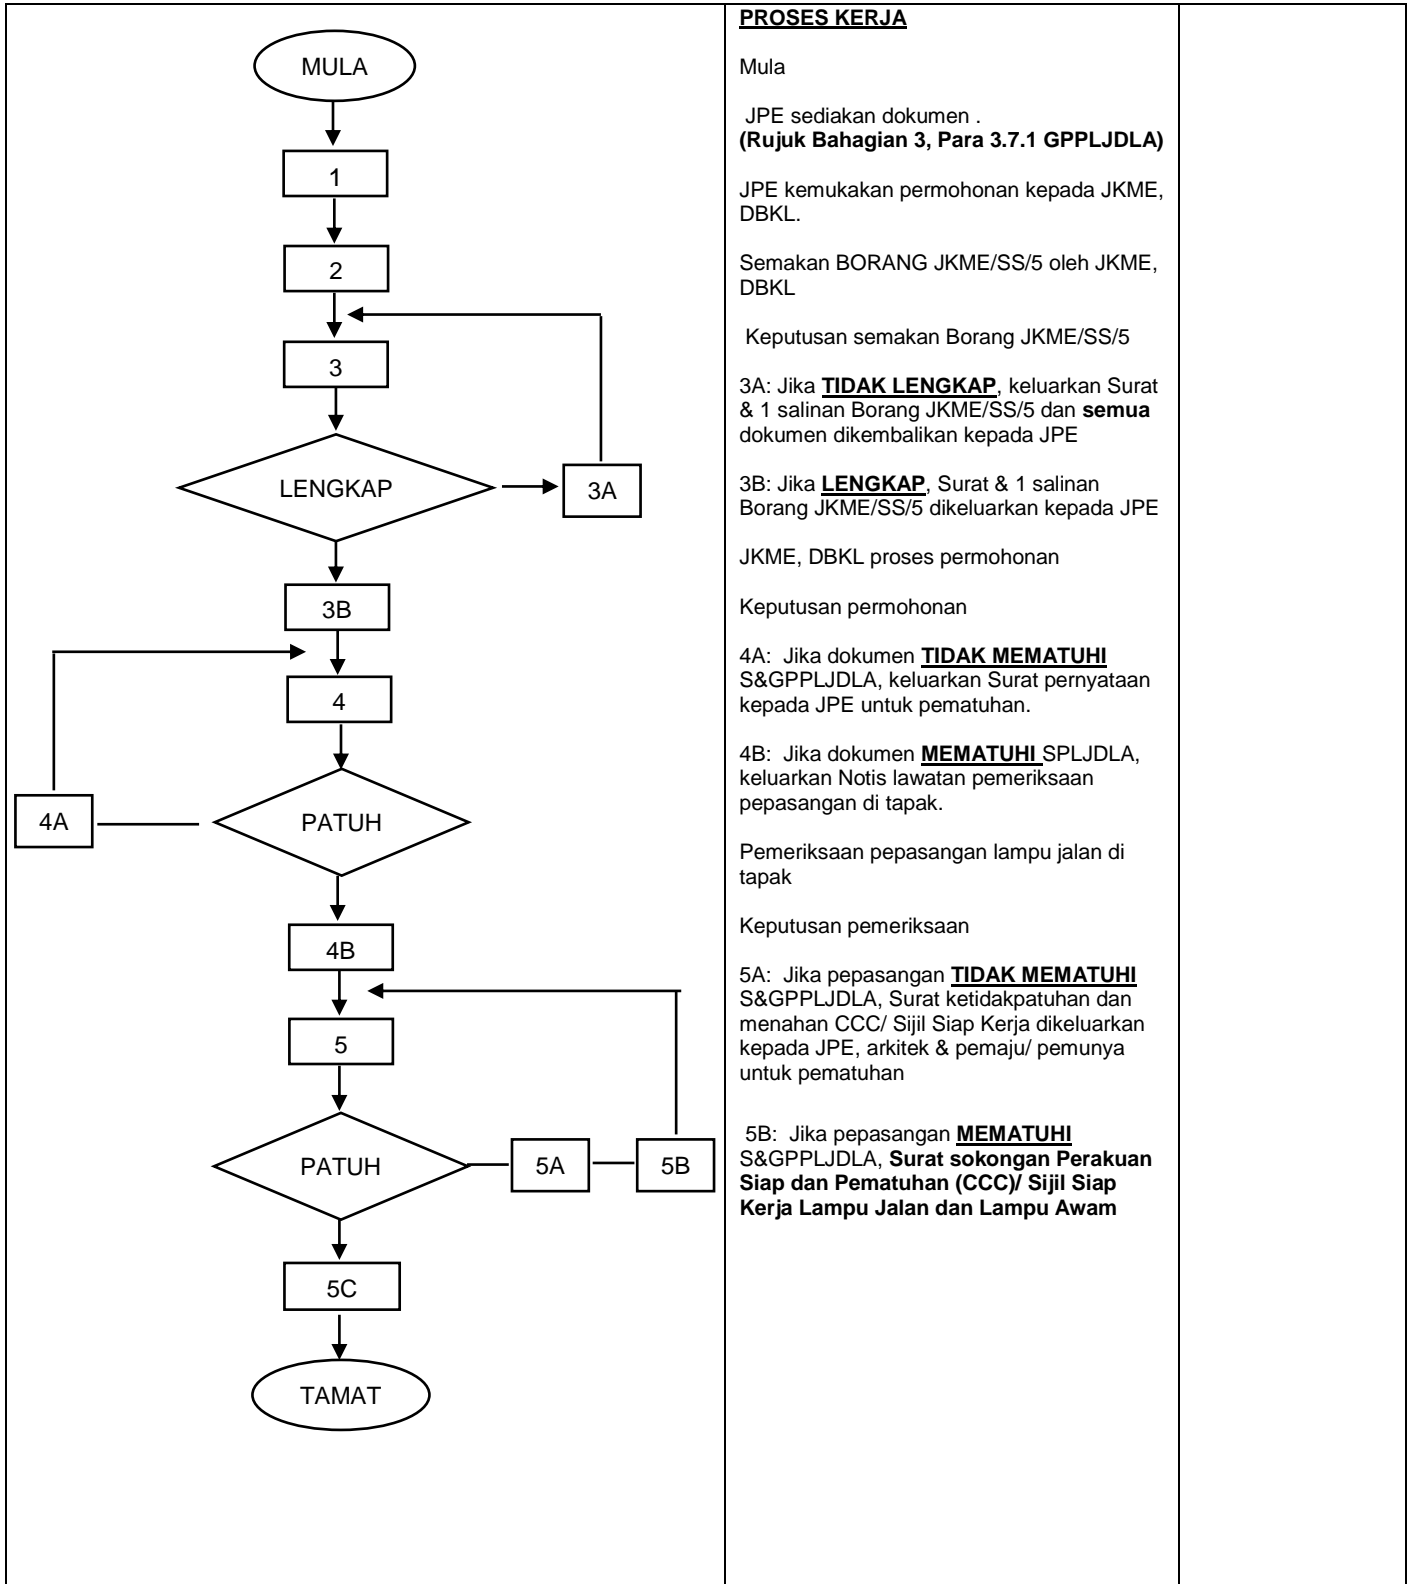 MULA
1
2
3
LENGKAP
3A
3B
4
4A
PATUH
4B
5
PATUH
5A
5B
5C
TAMAT
PROSES KERJA
Mula
JPE sediakan dokumen .
(Rujuk Bahagian 3, Para 3.7.1 GPPLJDLA)
JPE kemukakan permohonan kepada JKME,
DBKL.
Semakan BORANG JKME/SS/5 oleh JKME,
DBKL
Keputusan semakan Borang JKME/SS/5
3A: Jika TIDAK LENGKAP, keluarkan Surat
& 1 salinan Borang JKME/SS/5 dan semua
dokumen dikembalikan kepada JPE
3B: Jika LENGKAP, Surat & 1 salinan
Borang JKME/SS/5 dikeluarkan kepada JPE
JKME, DBKL proses permohonan
Keputusan permohonan
4A: Jika dokumen TIDAK MEMATUHI
S&GPPLJDLA, keluarkan Surat pernyataan
kepada JPE untuk pematuhan.
4B: Jika dokumen MEMATUHI SPLJDLA,
keluarkan Notis lawatan pemeriksaan
pepasangan di tapak.
Pemeriksaan pepasangan lampu jalan di
tapak
Keputusan pemeriksaan
5A: Jika pepasangan TIDAK MEMATUHI
S&GPPLJDLA, Surat ketidakpatuhan dan
menahan CCC/ Sijil Siap Kerja dikeluarkan
kepada JPE, arkitek & pemaju/ pemunya
untuk pematuhan
5B: Jika pepasangan MEMATUHI
S&GPPLJDLA, Surat sokongan Perakuan
Siap dan Pematuhan (CCC)/ Sijil Siap
Kerja Lampu Jalan dan Lampu Awam